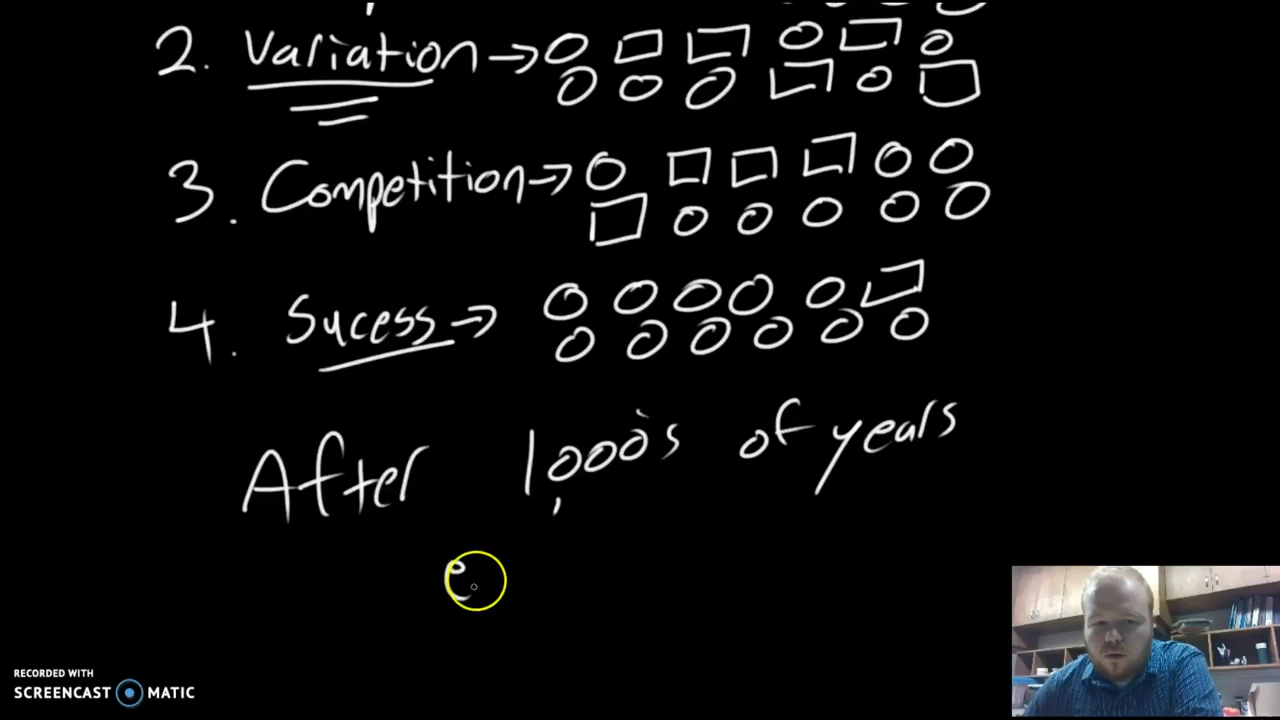 2. Variation →
3. Competition →
4. Sucess →
After 1,000's of years
e
RECORDED WITH
SCREENCAST MATIC